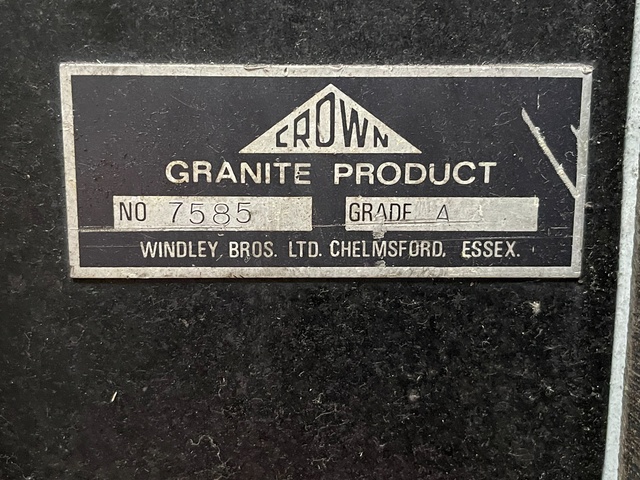 CROWN
GRANITE PRODUCT
NO 7585 GRADE A
WINDLEY BROS. LTD. CHELMSFORD, ESSEX.